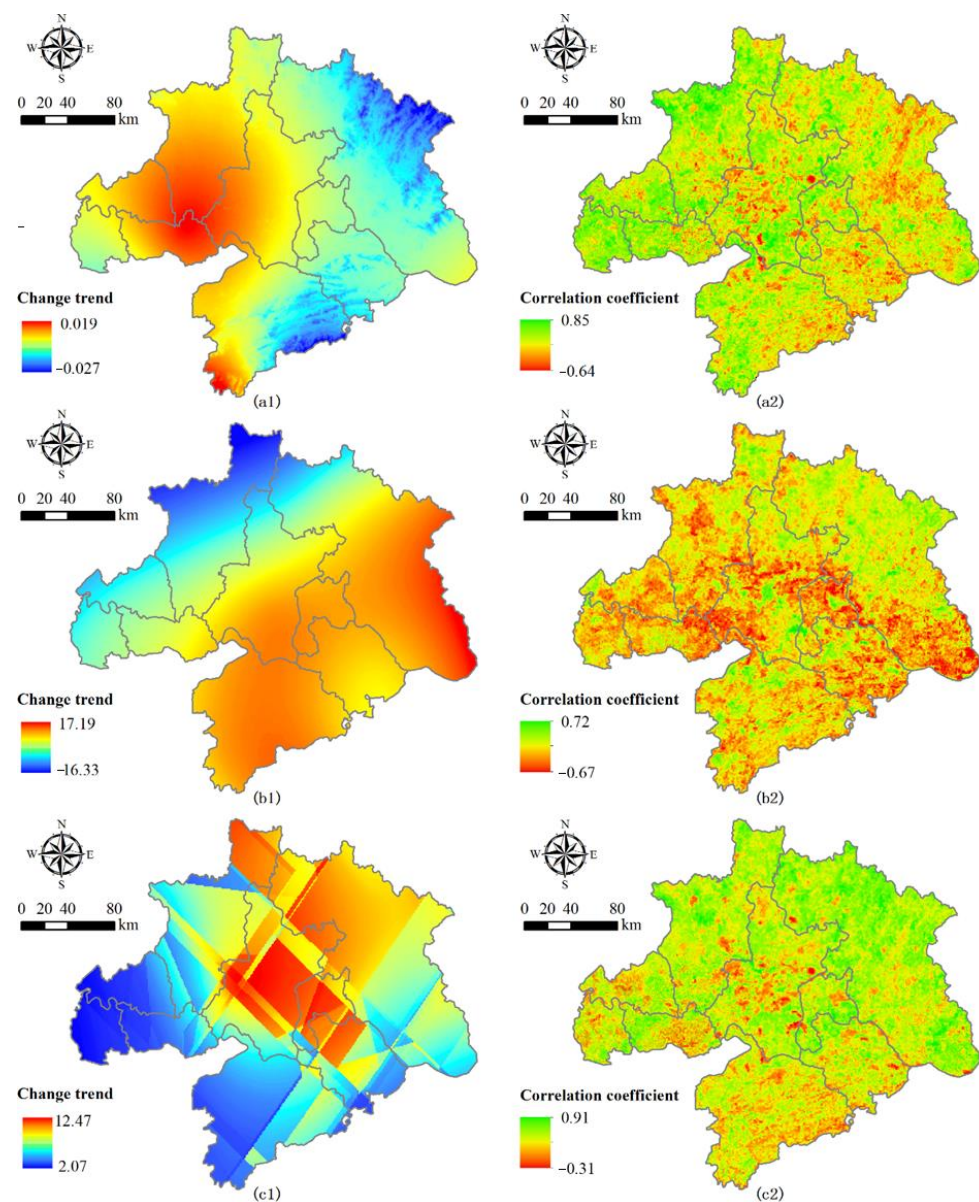 N
W E
S
0 20 40 80
km
Change trend
0.019
-0.027
(a1)
N
W E
S
0 20 40 80
km
Correlation coefficient
0.85
-0.64
(a2)
N
W E
S
0 20 40 80
km
Change trend
17.19
-16.33
(b1)
N
W E
S
0 20 40 80
km
Correlation coefficient
0.72
-0.67
(b2)
N
W E
S
0 20 40 80
km
Change trend
12.47
2.07
(c1)
N
W E
S
0 20 40 80
km
Correlation coefficient
0.91
-0.31
(c2)